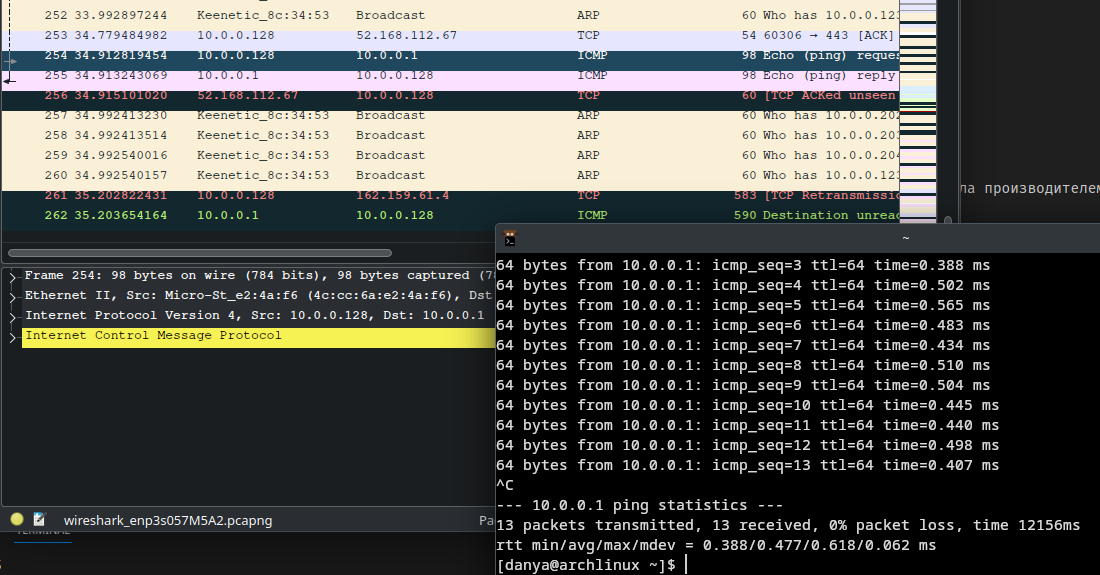 252 33.992897244 Keenetic_8c:34:53 Broadcast ARP 60 Who has 10.0.0.123
253 34.779484982 10.0.0.128 52.168.112.67 TCP 54 60306 → 443 [ACK]
254 34.912819454 10.0.0.128 10.0.0.1 ICMP 98 Echo (ping) reques
255 34.913243069 10.0.0.1 10.0.0.128 ICMP 98 Echo (ping) reply
256 34.915101020 52.168.112.67 10.0.0.128 TCP 60 [TCP ACKed unseen
257 34.992413230 Keenetic_8c:34:53 Broadcast ARP 60 Who has 10.0.0.202
258 34.992413514 Keenetic_8c:34:53 Broadcast ARP 60 Who has 10.0.0.203
259 34.992540016 Keenetic_8c:34:53 Broadcast ARP 60 Who has 10.0.0.204
260 34.992540157 Keenetic_8c:34:53 Broadcast ARP 60 Who has 10.0.0.123
261 35.202822431 10.0.0.128 162.159.61.4 TCP 583 [TCP Retransmissi
262 35.203654164 10.0.0.1 10.0.0.128 ICMP 590 Destination unrea
ла производителем
~
Frame 254: 98 bytes on wire (784 bits), 98 bytes captured (78
Ethernet II, Src: Micro-St_e2:4a:f6 (4c:cc:6a:e2:4a:f6), Dst
Internet Protocol Version 4, Src: 10.0.0.128, Dst: 10.0.0.1
Internet Control Message Protocol
wireshark_enp3s057M5A2.pcapng Pa
TERMINAL
64 bytes from 10.0.0.1: icmp_seq=3 ttl=64 time=0.388 ms
64 bytes from 10.0.0.1: icmp_seq=4 ttl=64 time=0.502 ms
64 bytes from 10.0.0.1: icmp_seq=5 ttl=64 time=0.565 ms
64 bytes from 10.0.0.1: icmp_seq=6 ttl=64 time=0.483 ms
64 bytes from 10.0.0.1: icmp_seq=7 ttl=64 time=0.434 ms
64 bytes from 10.0.0.1: icmp_seq=8 ttl=64 time=0.510 ms
64 bytes from 10.0.0.1: icmp_seq=9 ttl=64 time=0.504 ms
64 bytes from 10.0.0.1: icmp_seq=10 ttl=64 time=0.445 ms
64 bytes from 10.0.0.1: icmp_seq=11 ttl=64 time=0.440 ms
64 bytes from 10.0.0.1: icmp_seq=12 ttl=64 time=0.498 ms
64 bytes from 10.0.0.1: icmp_seq=13 ttl=64 time=0.407 ms
^C
--- 10.0.0.1 ping statistics ---
13 packets transmitted, 13 received, 0% packet loss, time 12156ms
rtt min/avg/max/mdev = 0.388/0.477/0.618/0.062 ms
[danya@archlinux ~]$